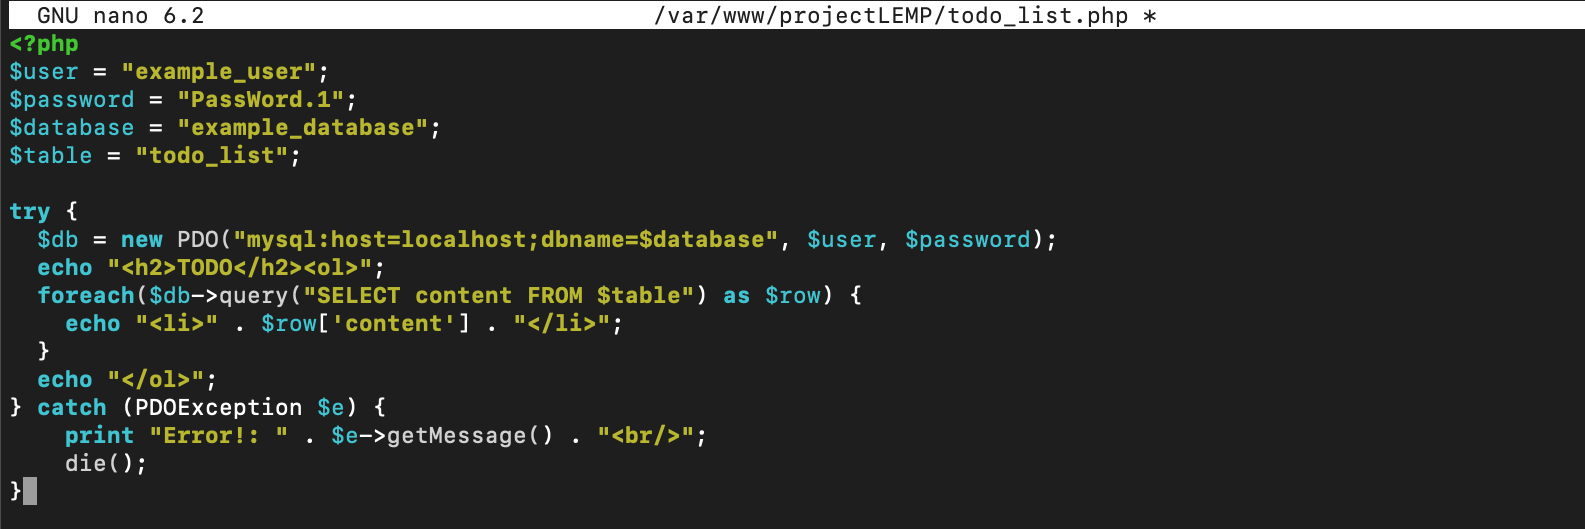 GNU nano 6.2 /var/www/projectLEMP/todo_list.php *
<?php
$user = "example_user";
$password = "PassWord.1";
$database = "example_database";
$table = "todo_list";

try {
  $db = new PDO("mysql:host=localhost;dbname=$database", $user, $password);
  echo "<h2>TODO</h2><ol>";
  foreach($db->query("SELECT content FROM $table") as $row) {
    echo "<li>" . $row['content'] . "</li>";
  }
  echo "</ol>";
} catch (PDOException $e) {
    print "Error!: " . $e->getMessage() . "<br/>";
    die();
}